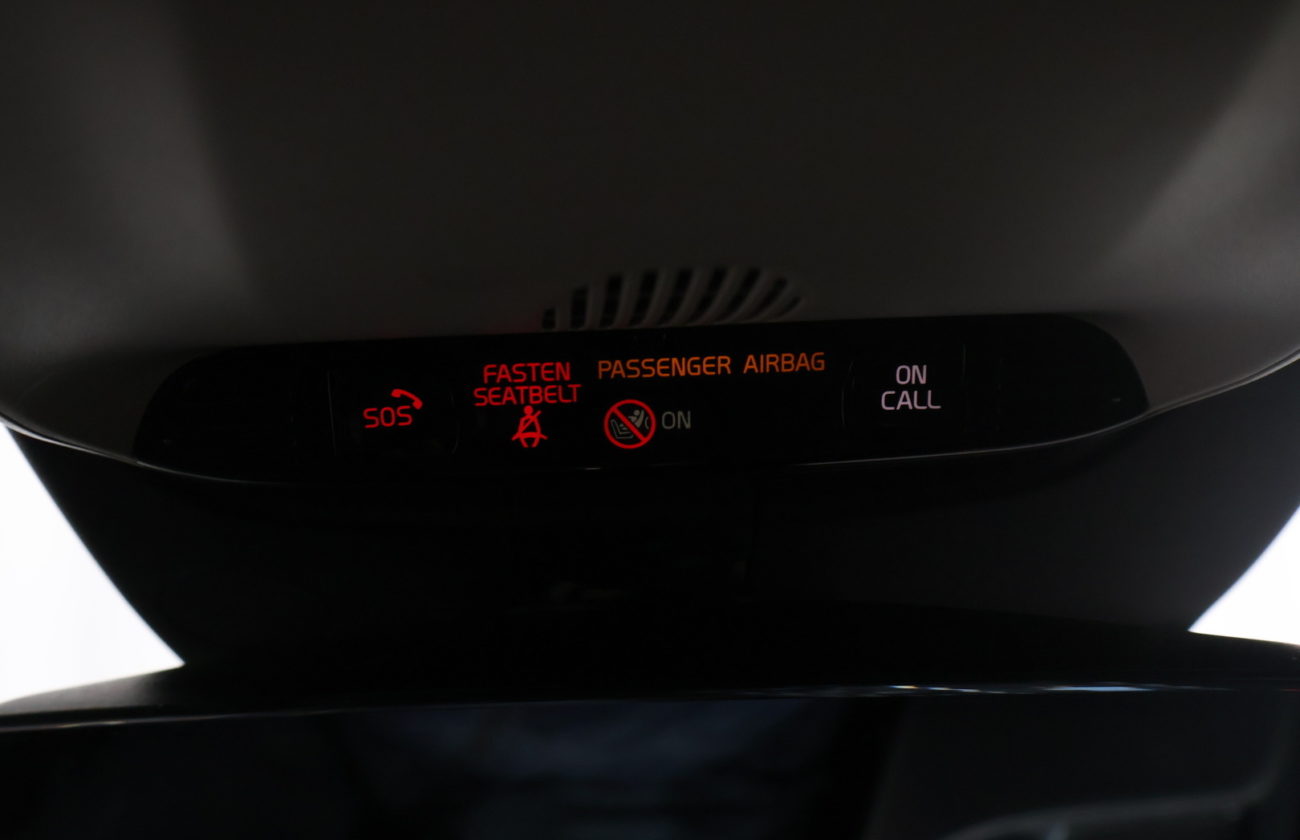 SOS
FASTEN
SEATBELT
PASSENGER AIRBAG
ON
ON
CALL